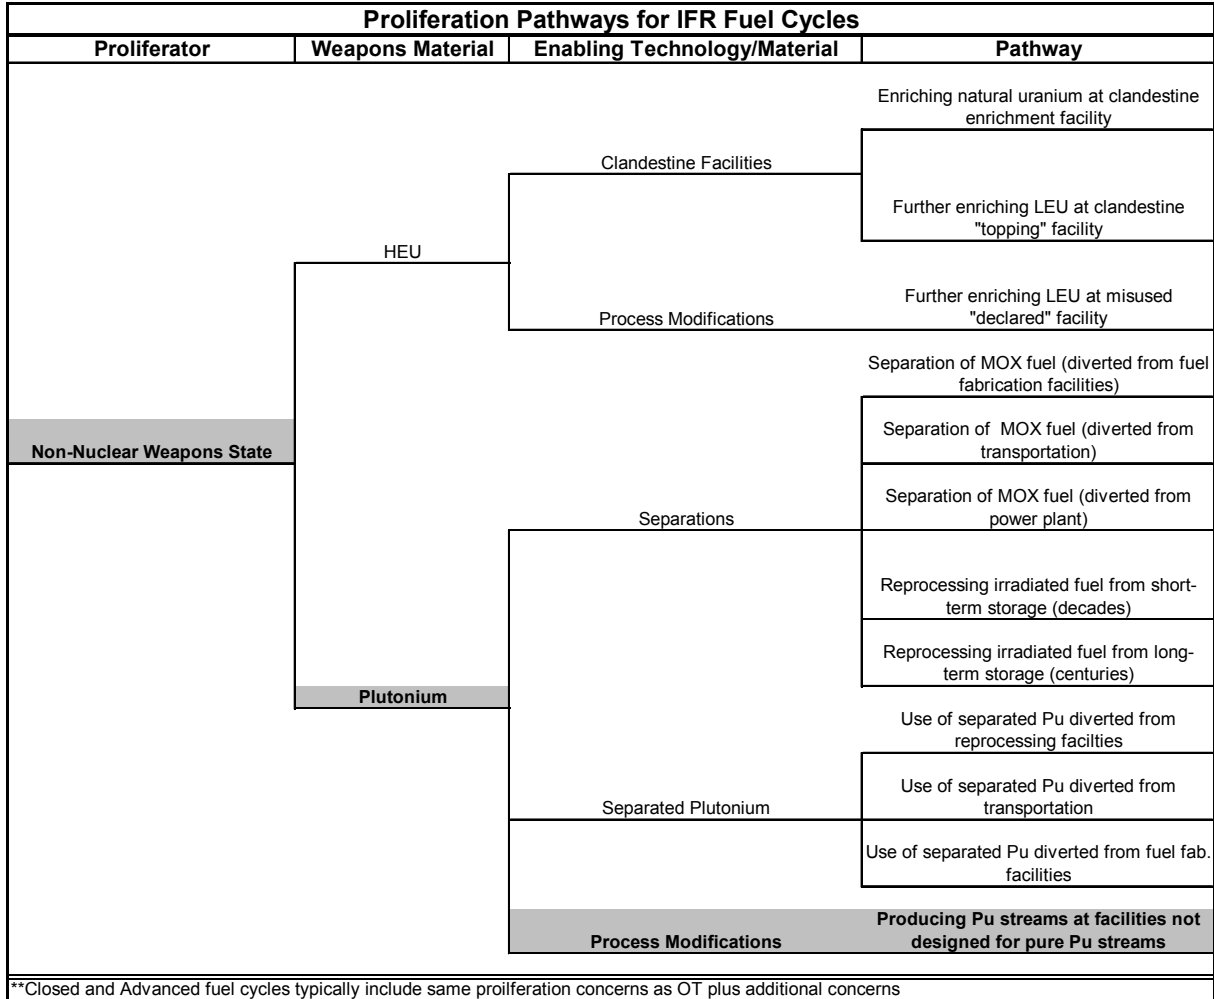 Proliferation Pathways for IFR Fuel Cycles
Proliferator Weapons Material Enabling Technology/Material Pathway
Enriching natural uranium at clandestine
enrichment facility
Clandestine Facilities
Further enriching LEU at clandestine
"topping" facility
HEU
Further enriching LEU at misused
"declared" facility
Process Modifications
Separation of MOX fuel (diverted from fuel
fabrication facilities)
Non-Nuclear Weapons State
Separation of MOX fuel (diverted from
transportation)
Separation of MOX fuel (diverted from
power plant)
Separations
Reprocessing irradiated fuel from short-
term storage (decades)
Reprocessing irradiated fuel from long-
term storage (centuries)
Plutonium
Use of separated Pu diverted from
reprocessing facilties
Use of separated Pu diverted from
transportation
Separated Plutonium
Use of separated Pu diverted from fuel fab.
facilities
Process Modifications
Producing Pu streams at facilities not
designed for pure Pu streams
**Closed and Advanced fuel cycles typically include same proilferation concerns as OT plus additional concerns